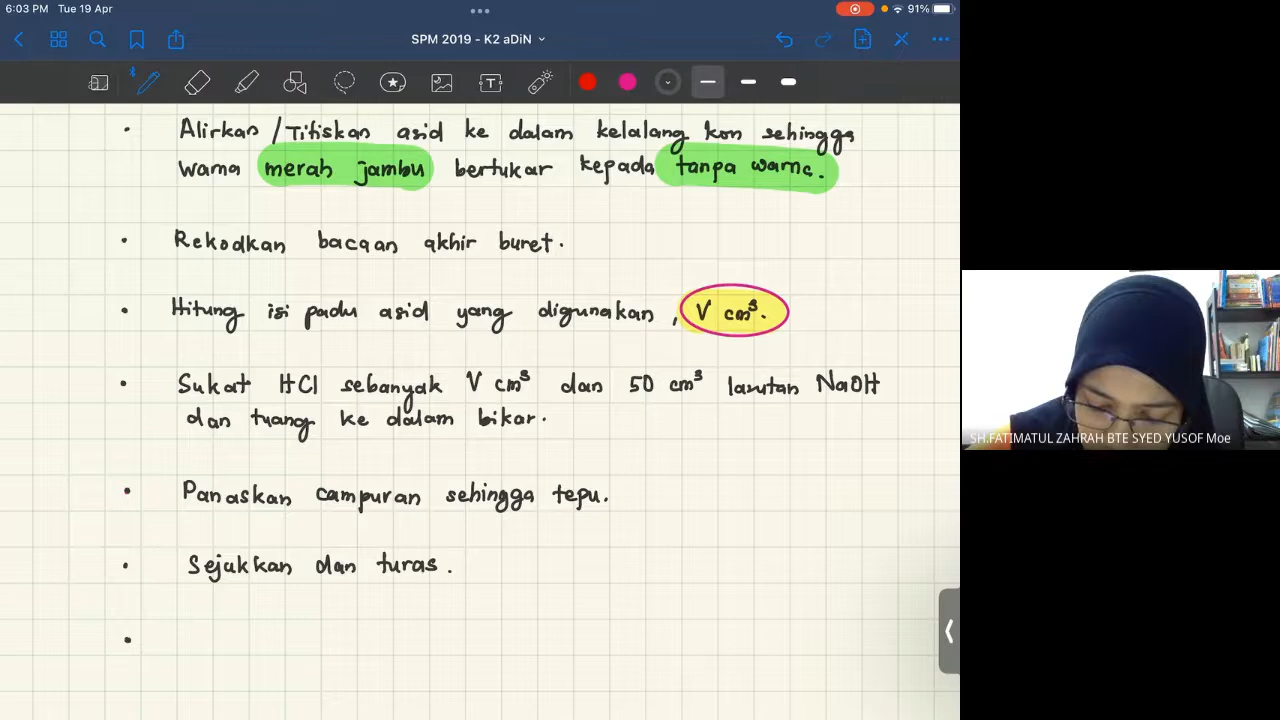 6:03 PM Tue 19 Apr
91%
SPM 2019 - K2 aDiN
T
• Alirkan / Titiskan asid ke dalam kelalang kon sehingga
warna merah jambu bertukar kepada tanpa warna.
• Rekodkan bacaan akhir buret.
• Hitung isi padu asid yang digunakan, V cm³.
• Sukat HCl sebanyak V cm³ dan 50 cm³ larutan NaOH
dan tuang ke dalam bikar.
• Panaskan campuran sehingga tepu.
• Sejukkan dan turas.
•
SH.FATIMATUL ZAHRAH BTE SYED YUSOF Moe